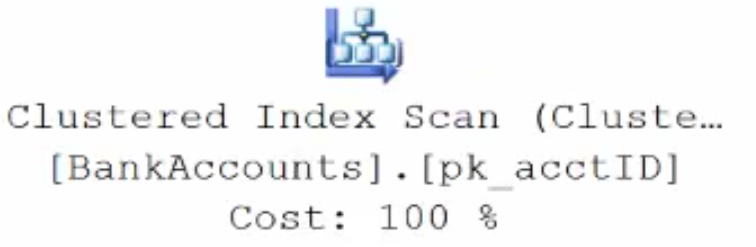 Clustered Index Scan (Cluste…
[BankAccounts].[pk_acctID]
Cost: 100 %